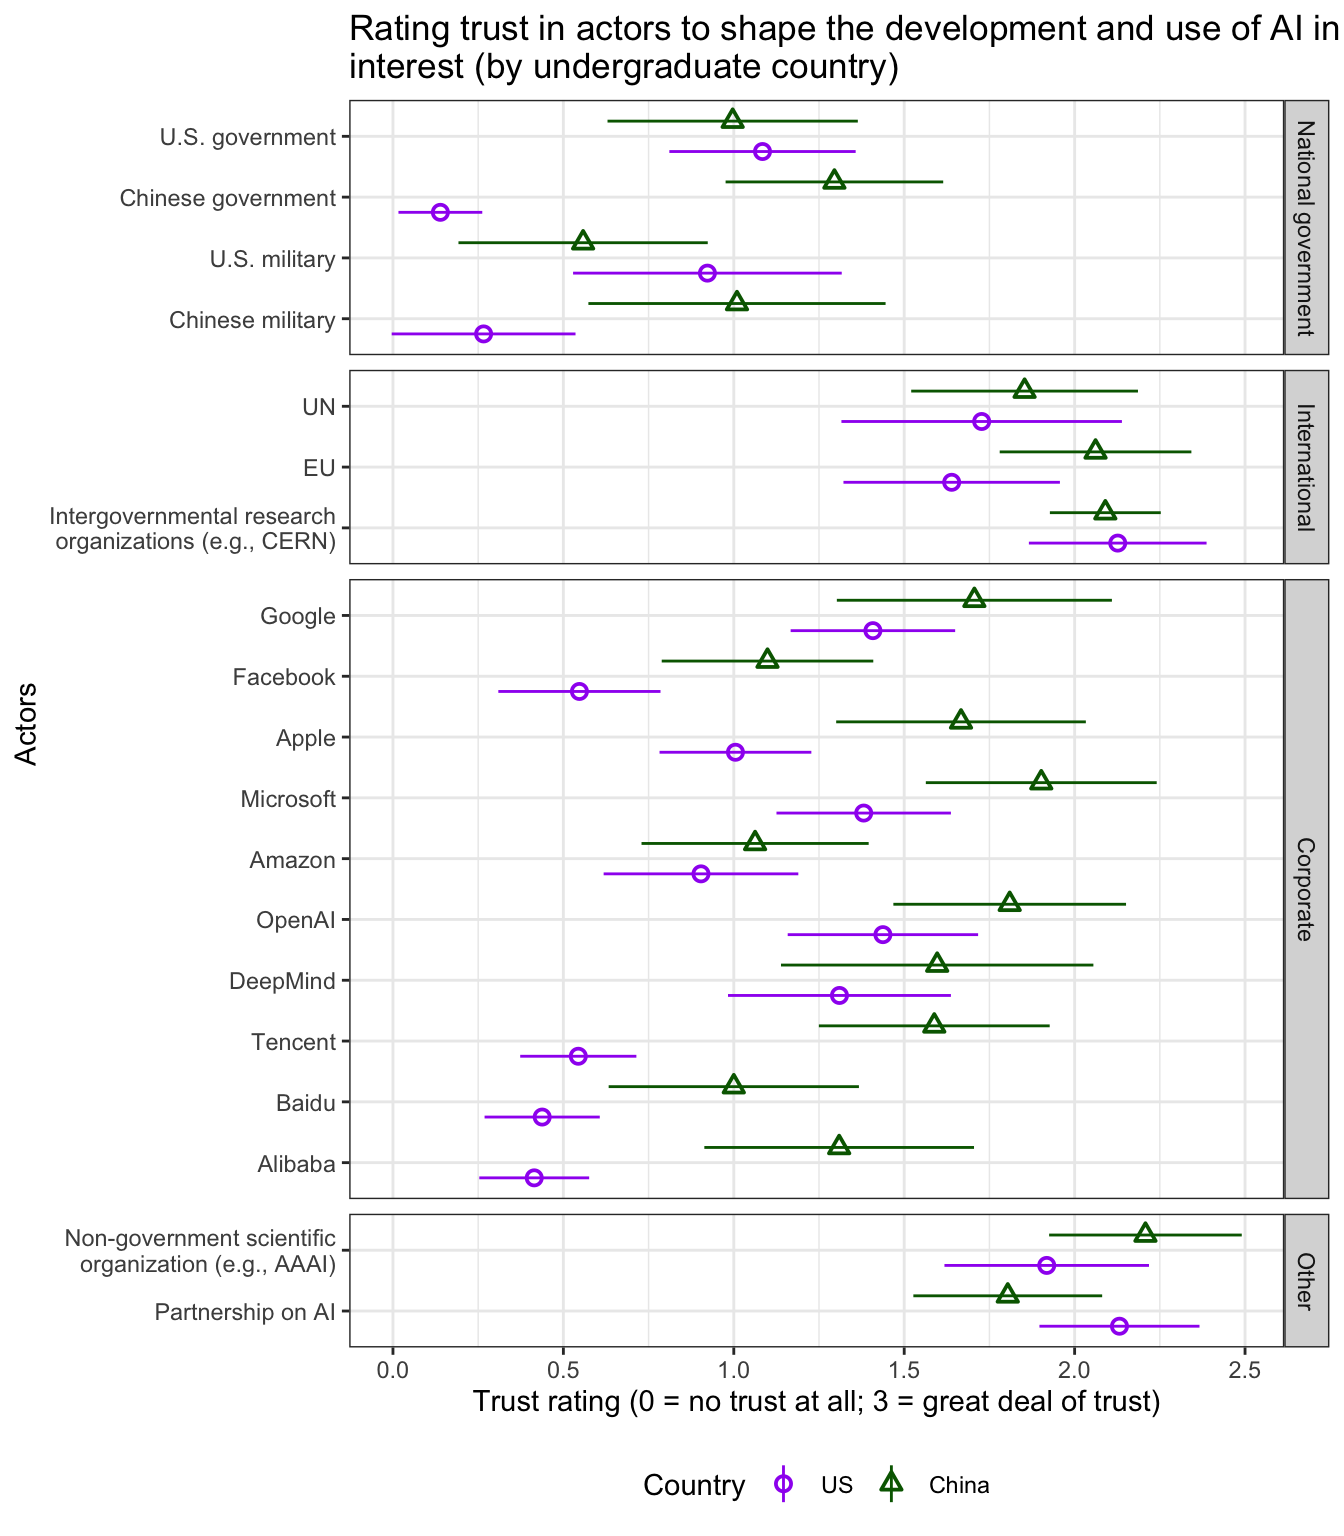 Rating trust in actors to shape the development and use of AI in
interest (by undergraduate country)
U.S. government
Chinese government
U.S. military
Chinese military
National government
UN
EU
Intergovernmental research
organizations (e.g., CERN)
International
Actors
Google
Facebook
Apple
Microsoft
Amazon
OpenAI
DeepMind
Tencent
Baidu
Alibaba
Corporate
Non-government scientific
organization (e.g., AAAI)
Partnership on AI
Other
0.0 0.5 1.0 1.5 2.0 2.5
Trust rating (0 = no trust at all; 3 = great deal of trust)
Country US China